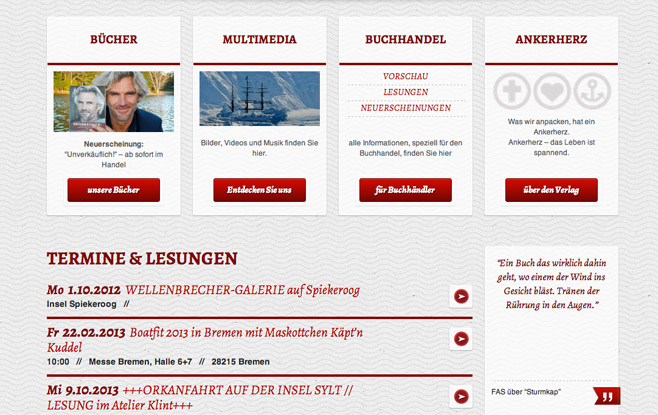 BÜCHER
Neuerscheinung:
"Unverkäuflich!" – ab sofort im
Handel
unsere Bücher
MULTIMEDIA
Bilder, Videos und Musik finden Sie
hier.
Entdecken Sie uns
BUCHHANDEL
VORSCHAU
LESUNGEN
NEUERSCHEINUNGEN
alle Informationen, speziell für den
Buchhandel, finden Sie hier
für Buchhändler
ANKERHERZ
Was wir anpacken, hat ein
Ankerherz.
Ankerherz – das Leben ist
spannend.
über den Verlag
TERMINE & LESUNGEN
Mo 1.10.2012 WELLENBRECHER-GALERIE auf Spiekeroog
Insel Spiekeroog //
Fr 22.02.2013 Boatfit 2013 in Bremen mit Maskottchen Käpt'n
Kuddel
10:00 // Messe Bremen, Halle 6+7 // 28215 Bremen
Mi 9.10.2013 +++ORKANFAHRT AUF DER INSEL SYLT //
LESUNG im Atelier Klint+++
"Ein Buch das wirklich dahin
geht, wo einem der Wind ins
Gesicht bläst. Tränen der
Rührung in den Augen."
FAS über "Sturmkap"